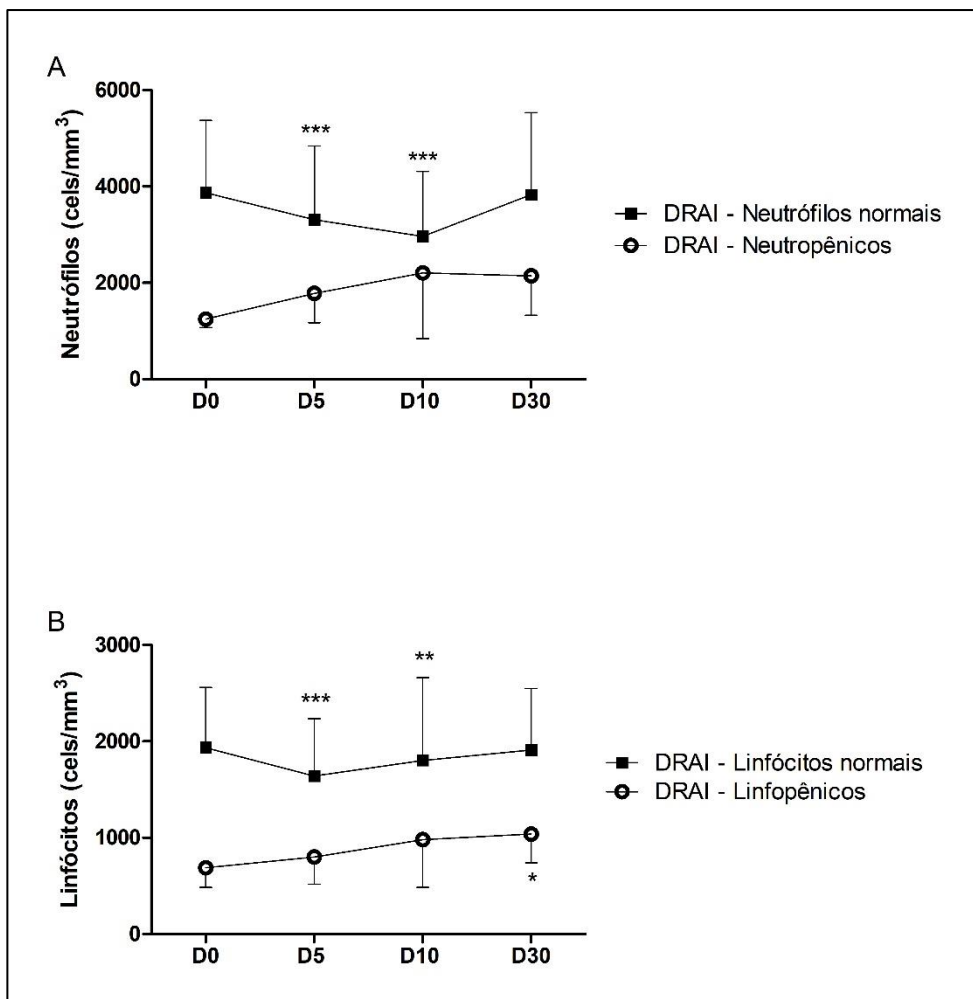 A
Neutrófilos (cels/mm³)
6000
4000
2000
0
***
***
D0 D5 D10 D30
DRAI - Neutrófilos normais
DRAI - Neutropênicos
B
Linfócitos (cels/mm³)
3000
2000
1000
0
***
**
*
D0 D5 D10 D30
DRAI - Linfócitos normais
DRAI - Linfopênicos